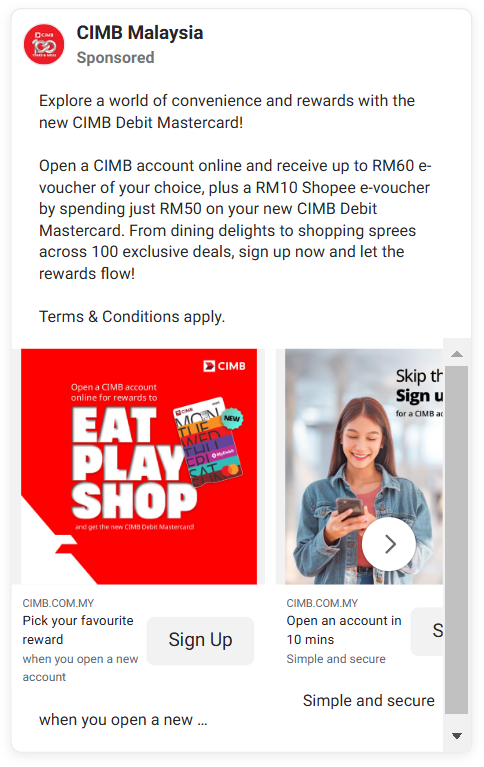 CIMB Malaysia
Sponsored
Explore a world of convenience and rewards with the
new CIMB Debit Mastercard!
Open a CIMB account online and receive up to RM60 e-
voucher of your choice, plus a RM10 Shopee e-voucher
by spending just RM50 on your new CIMB Debit
Mastercard. From dining delights to shopping sprees
across 100 exclusive deals, sign up now and let the
rewards flow!
Terms & Conditions apply.
CIMB
Open a CIMB account
online for rewards to
EAT
PLAY
SHOP
and get the new CIMB Debit Mastercard!
CIMB
MON
TUE
WED
THU
FRI
SAT
NEW
MyDebit
Skip th
Sign u
for a CIMB ac
CIMB.COM.MY
Pick your favourite
reward
when you open a new
account
Sign Up
when you open a new ...
CIMB.COM.MY
Open an account in
10 mins
Simple and secure
S
Simple and secure